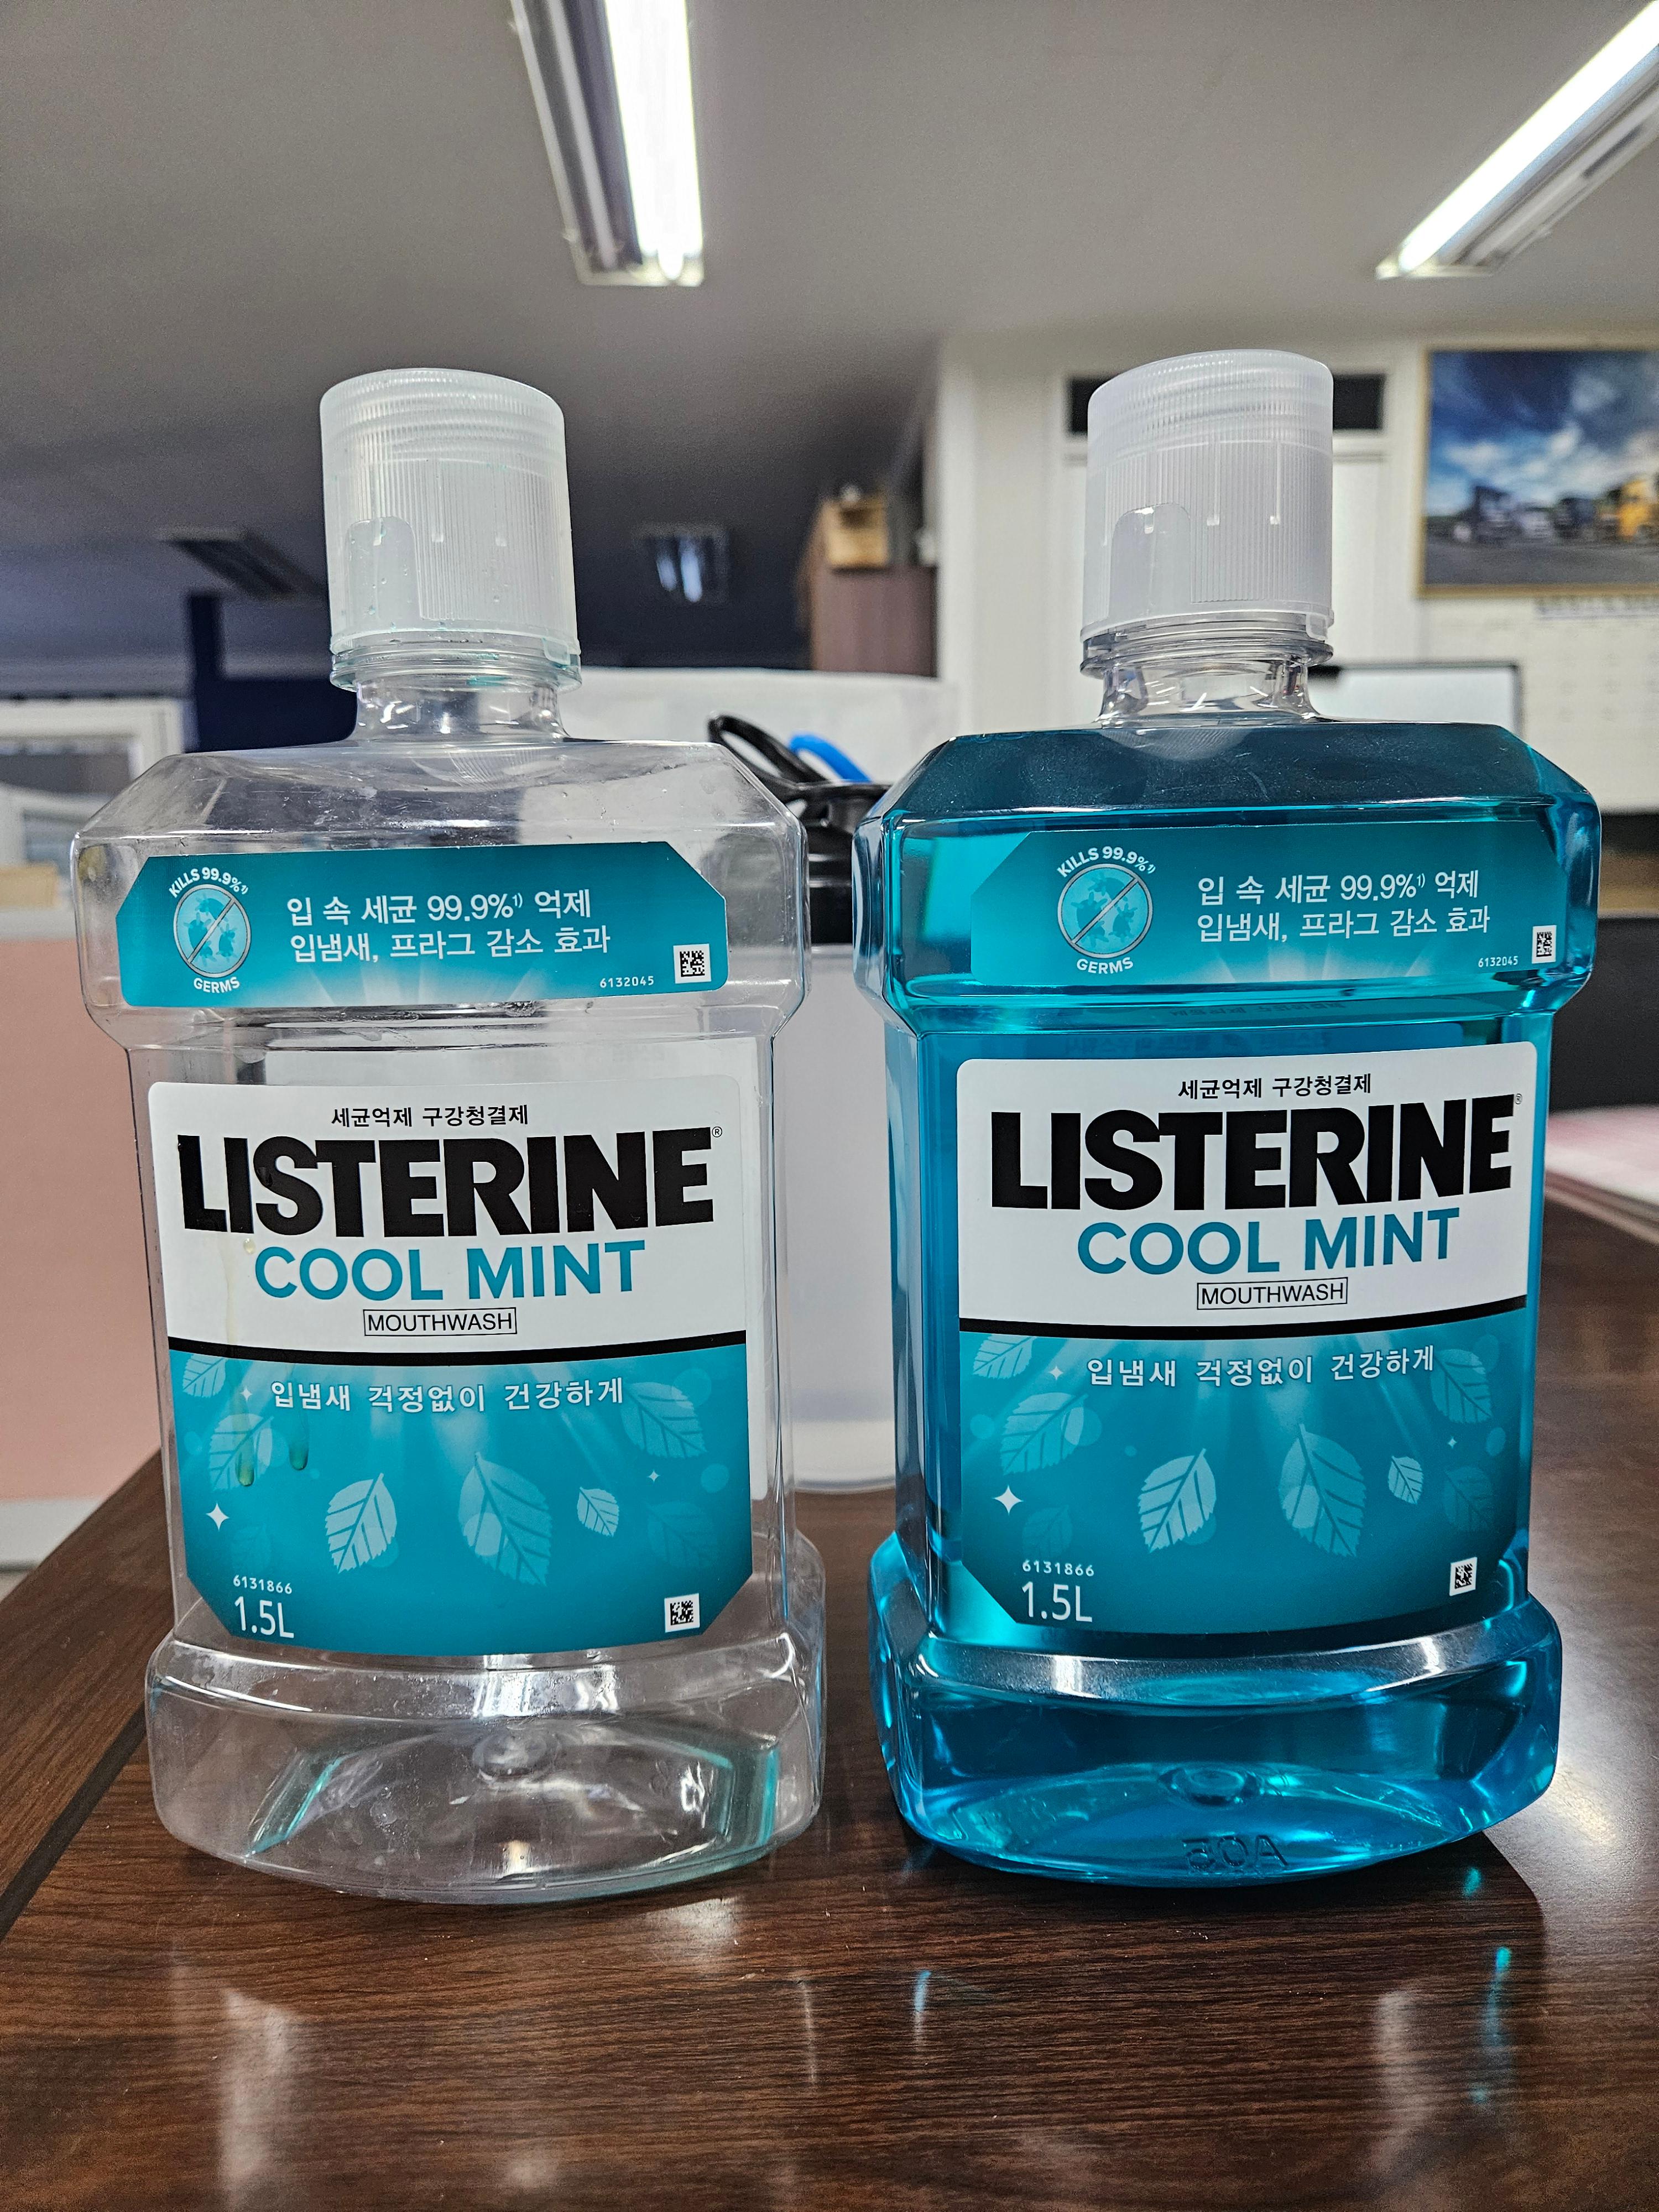 KILLS 99.9%¹⁾
GERMS
입 속 세균 99.9%¹⁾ 억제
입냄새, 프라그 감소 효과
6132045
세균억제 구강청결제
LISTERINE®
COOL MINT
MOUTHWASH
입냄새 걱정없이 건강하게
6131866
1.5L
KILLS 99.9%¹⁾
GERMS
입 속 세균 99.9%¹⁾ 억제
입냄새, 프라그 감소 효과
6132045
세균억제 구강청결제
LISTERINE®
COOL MINT
MOUTHWASH
입냄새 걱정없이 건강하게
6131866
1.5L